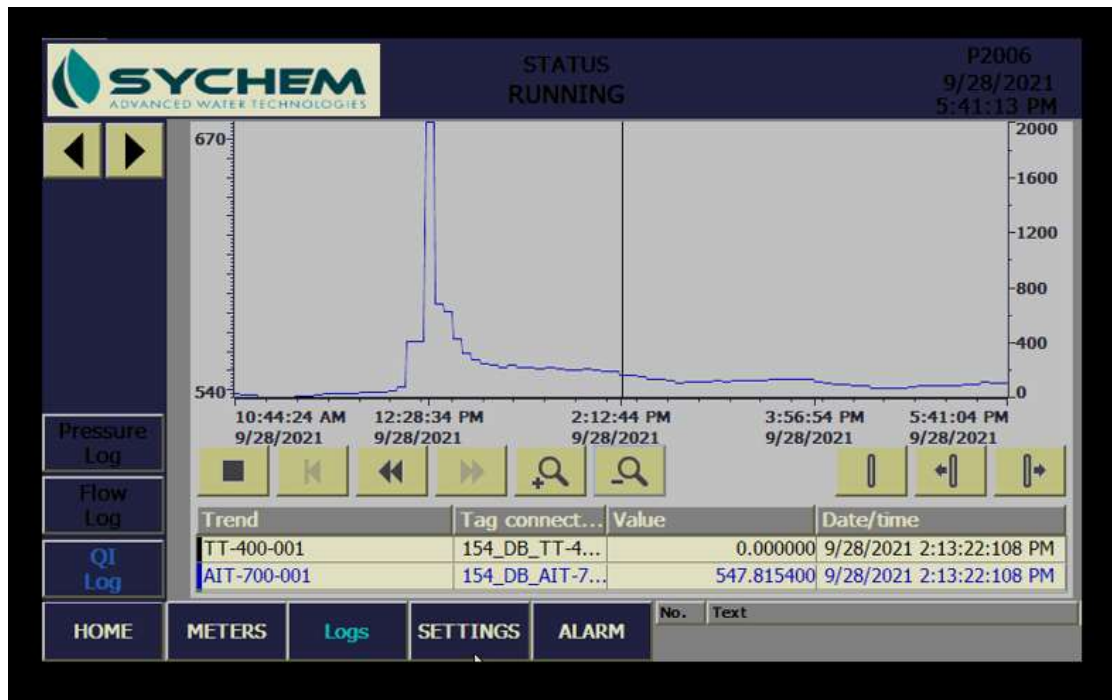 SYCHEM
ADVANCED WATER TECHNOLOGIES
STATUS
RUNNING
P2006
9/28/2021
5:41:13 PM
670
540
2000
1600
1200
800
400
0
10:44:24 AM 12:28:34 PM 2:12:44 PM 3:56:54 PM 5:41:04 PM
9/28/2021 9/28/2021 9/28/2021 9/28/2021 9/28/2021
Pressure
Log
Flow
Log
QI
Log
Trend Tag connect... Value Date/time
TT-400-001 154_DB_TT-4... 0.000000 9/28/2021 2:13:22:108 PM
AIT-700-001 154_DB_AIT-7... 547.815400 9/28/2021 2:13:22:108 PM
HOME METERS Logs SETTINGS ALARM
No. Text